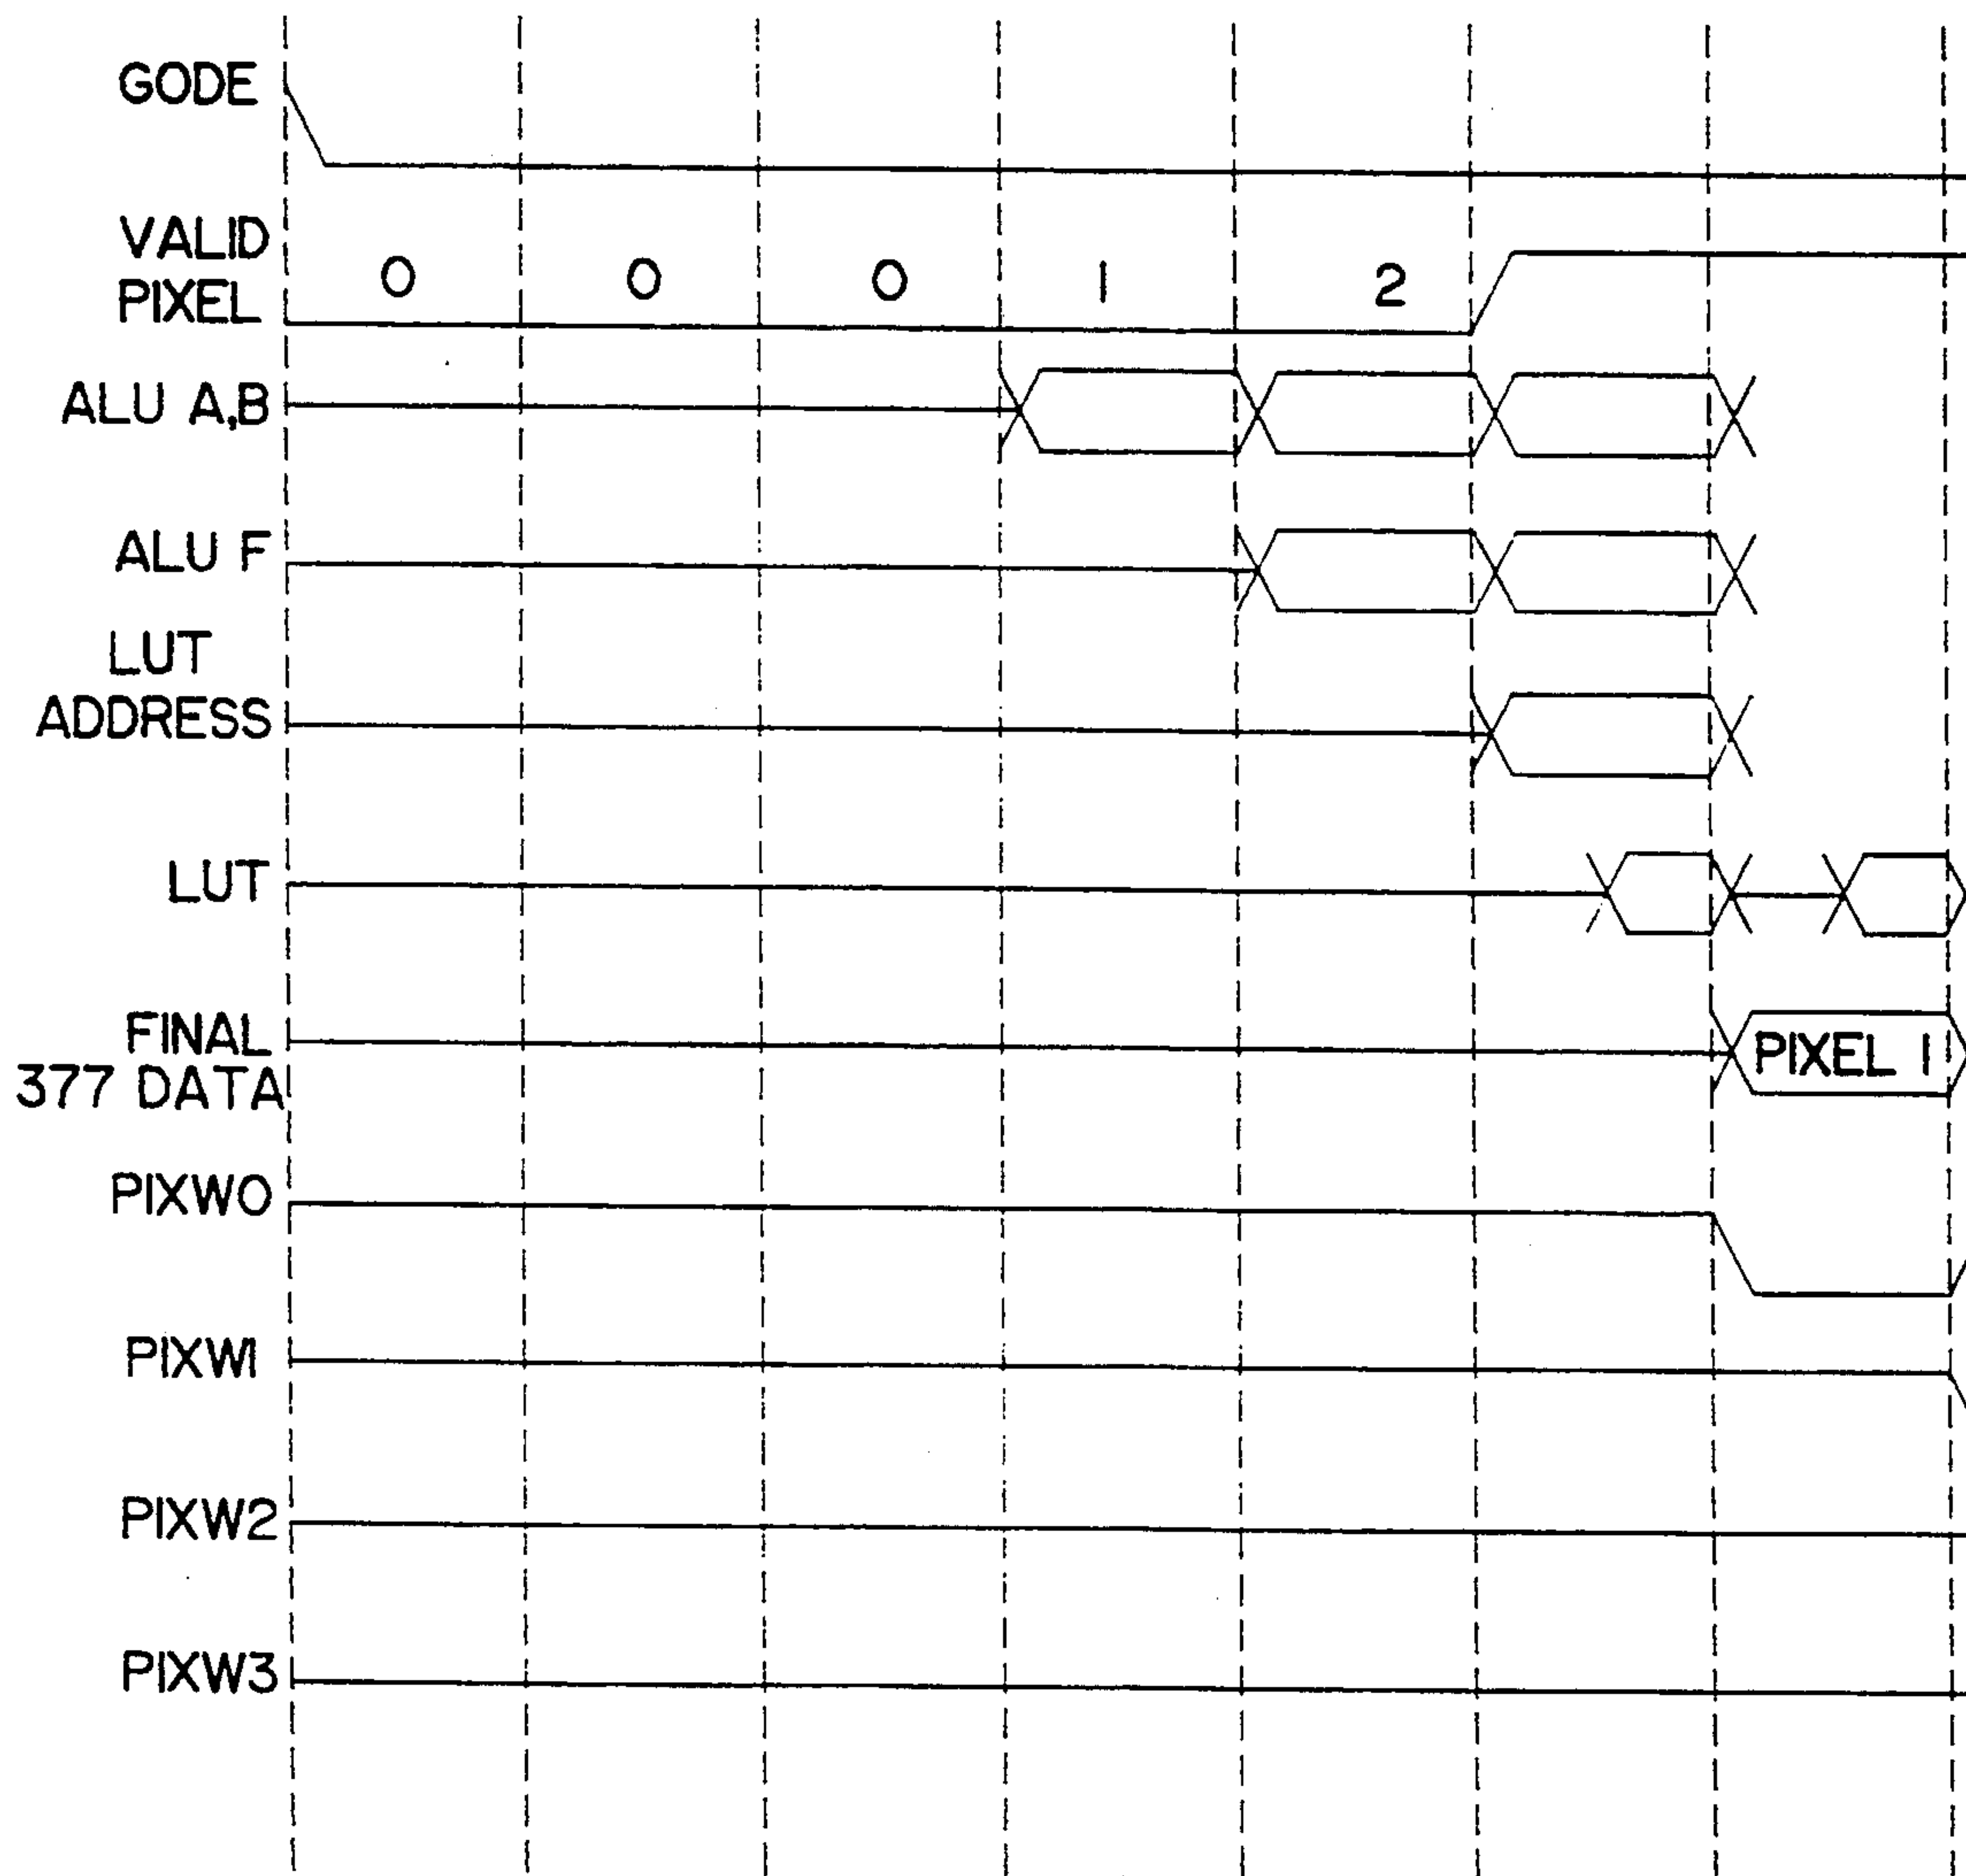 GODE
VALID
PIXEL
0 0 0 1 2
ALU A,B
ALU F
LUT
ADDRESS
LUT
FINAL
377 DATA
PIXEL 1
PIXW0
PIXW1
PIXW2
PIXW3